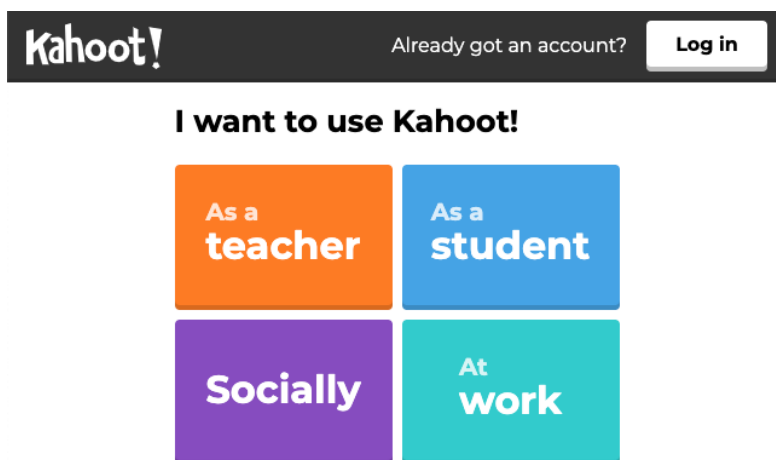 Kahoot!
Already got an account?
Log in
I want to use Kahoot!
As a
teacher
As a
student
Socially
At
work